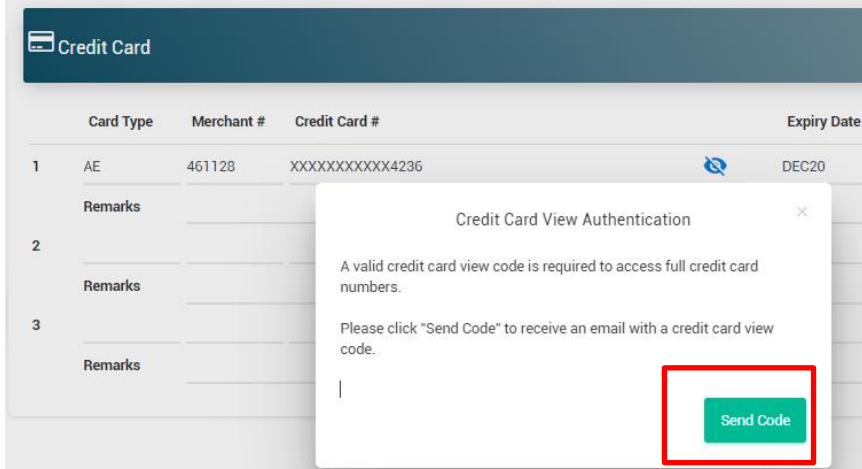 Credit Card
Card Type Merchant # Credit Card # Expiry Date
1 AE 461128 XXXXXXXXXXX4236 DEC20
Remarks
2
Remarks
3
Remarks
Credit Card View Authentication ×
A valid credit card view code is required to access full credit card
numbers.
Please click "Send Code" to receive an email with a credit card view
code.
Send Code